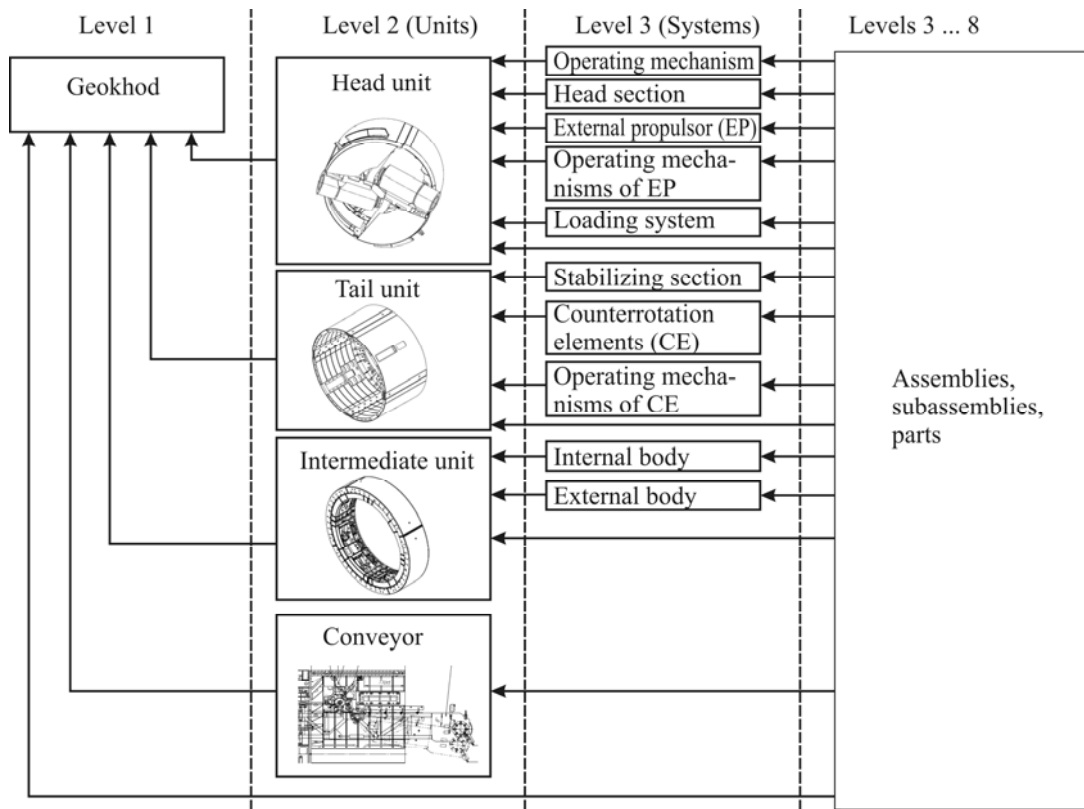 Level 1
Level 2 (Units)
Level 3 (Systems)
Levels 3 ... 8
Geokhod
Head unit
Operating mechanism
Head section
External propulsor (EP)
Operating mecha-
nisms of EP
Loading system
Tail unit
Stabilizing section
Counterrotation
elements (CE)
Operating mecha-
nisms of CE
Intermediate unit
Internal body
External body
Conveyor
Assemblies,
subassemblies,
parts